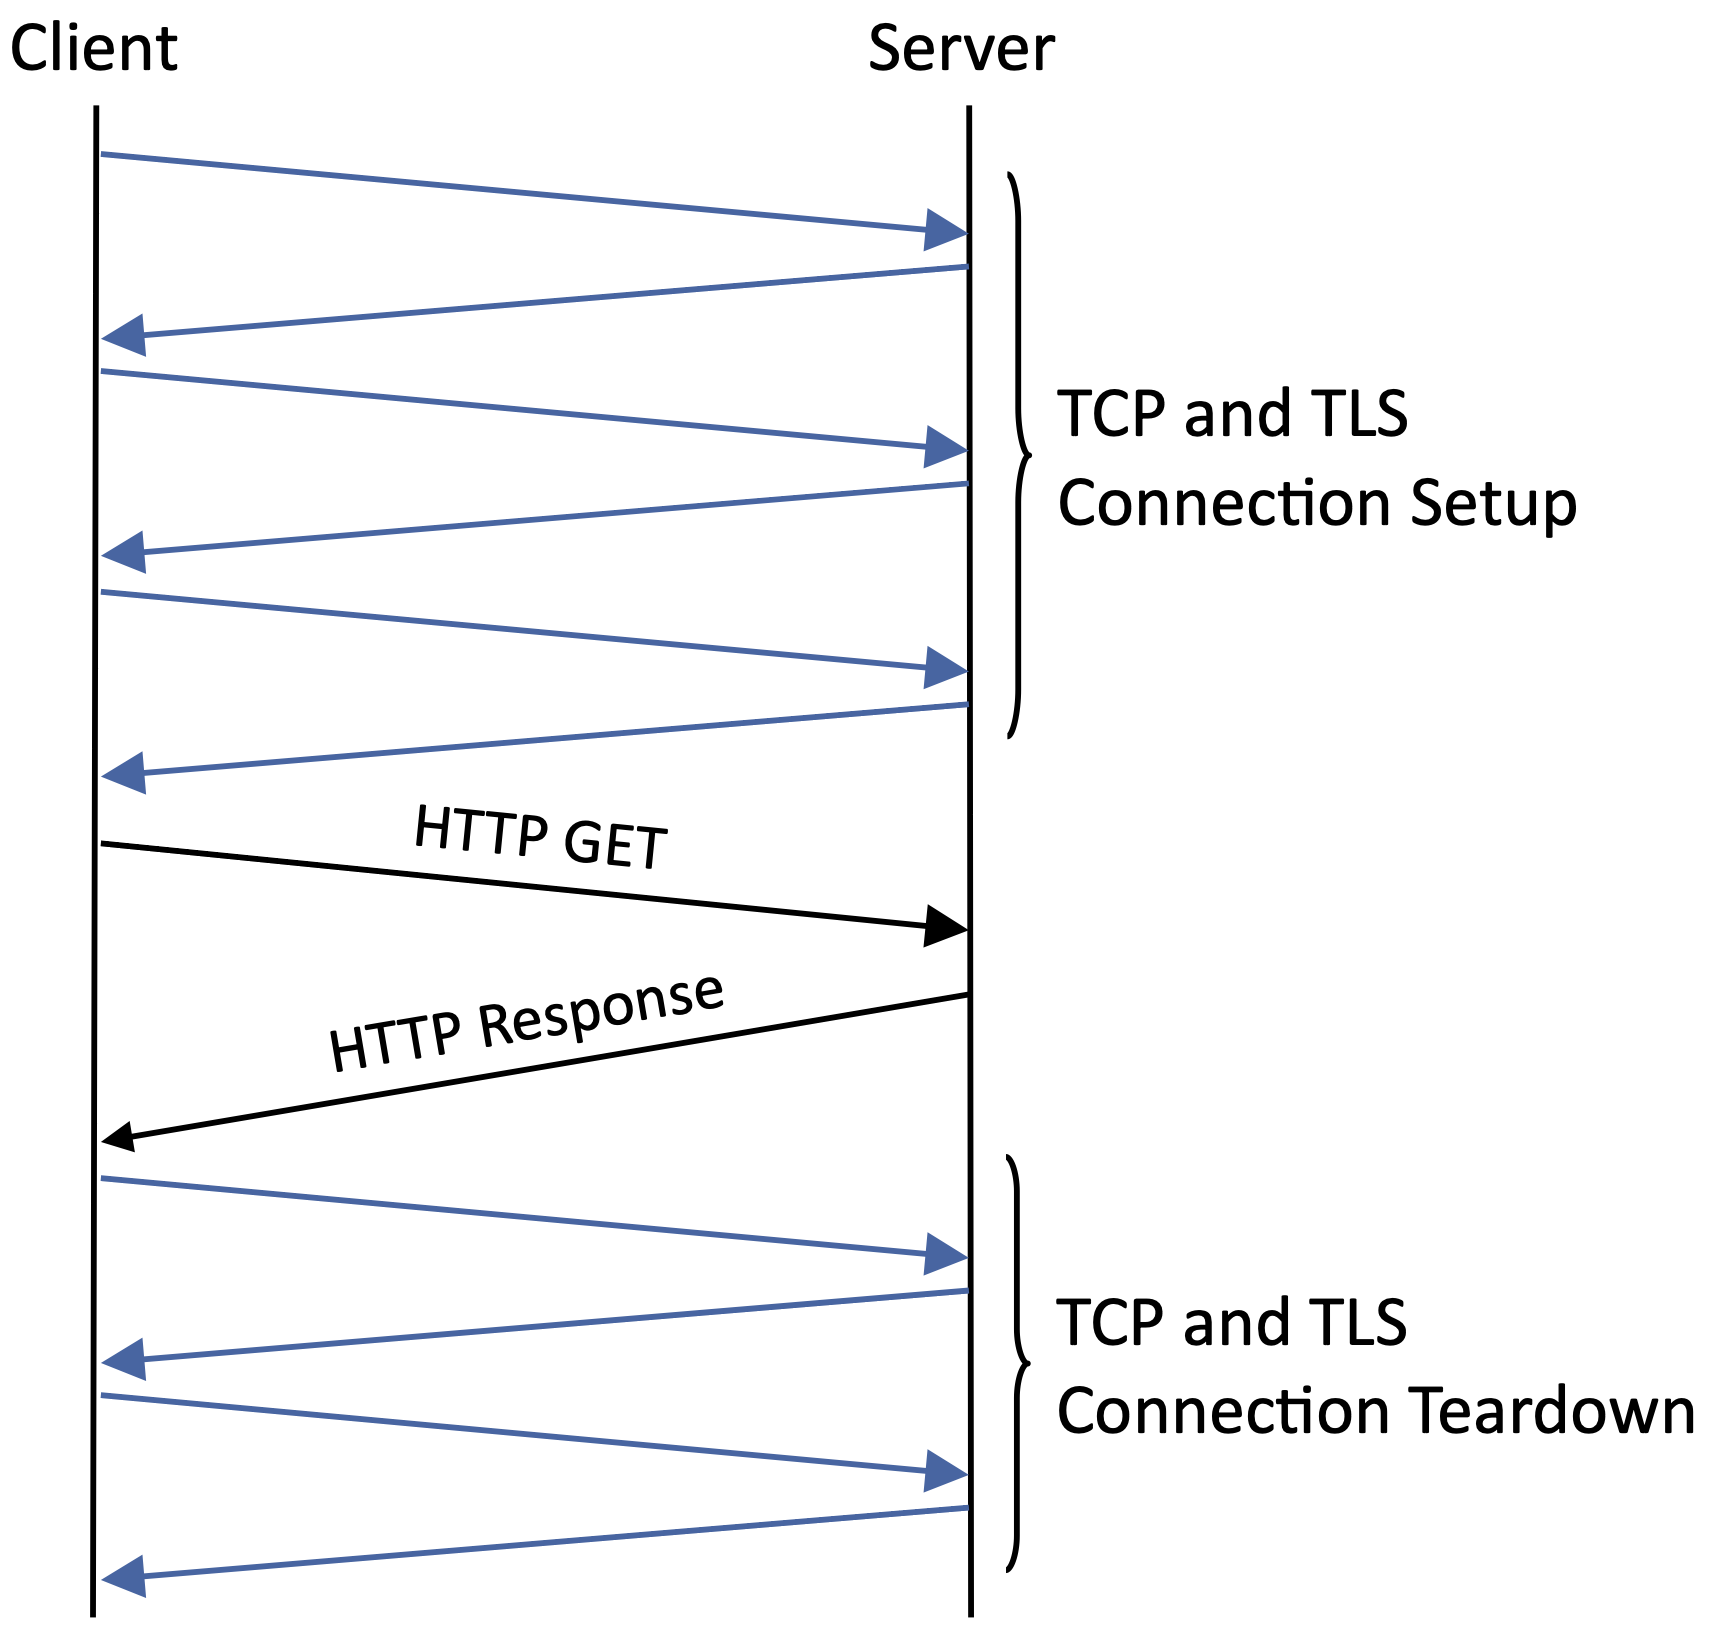 Client
Server
TCP and TLS
Connection Setup
HTTP GET
HTTP Response
TCP and TLS
Connection Teardown